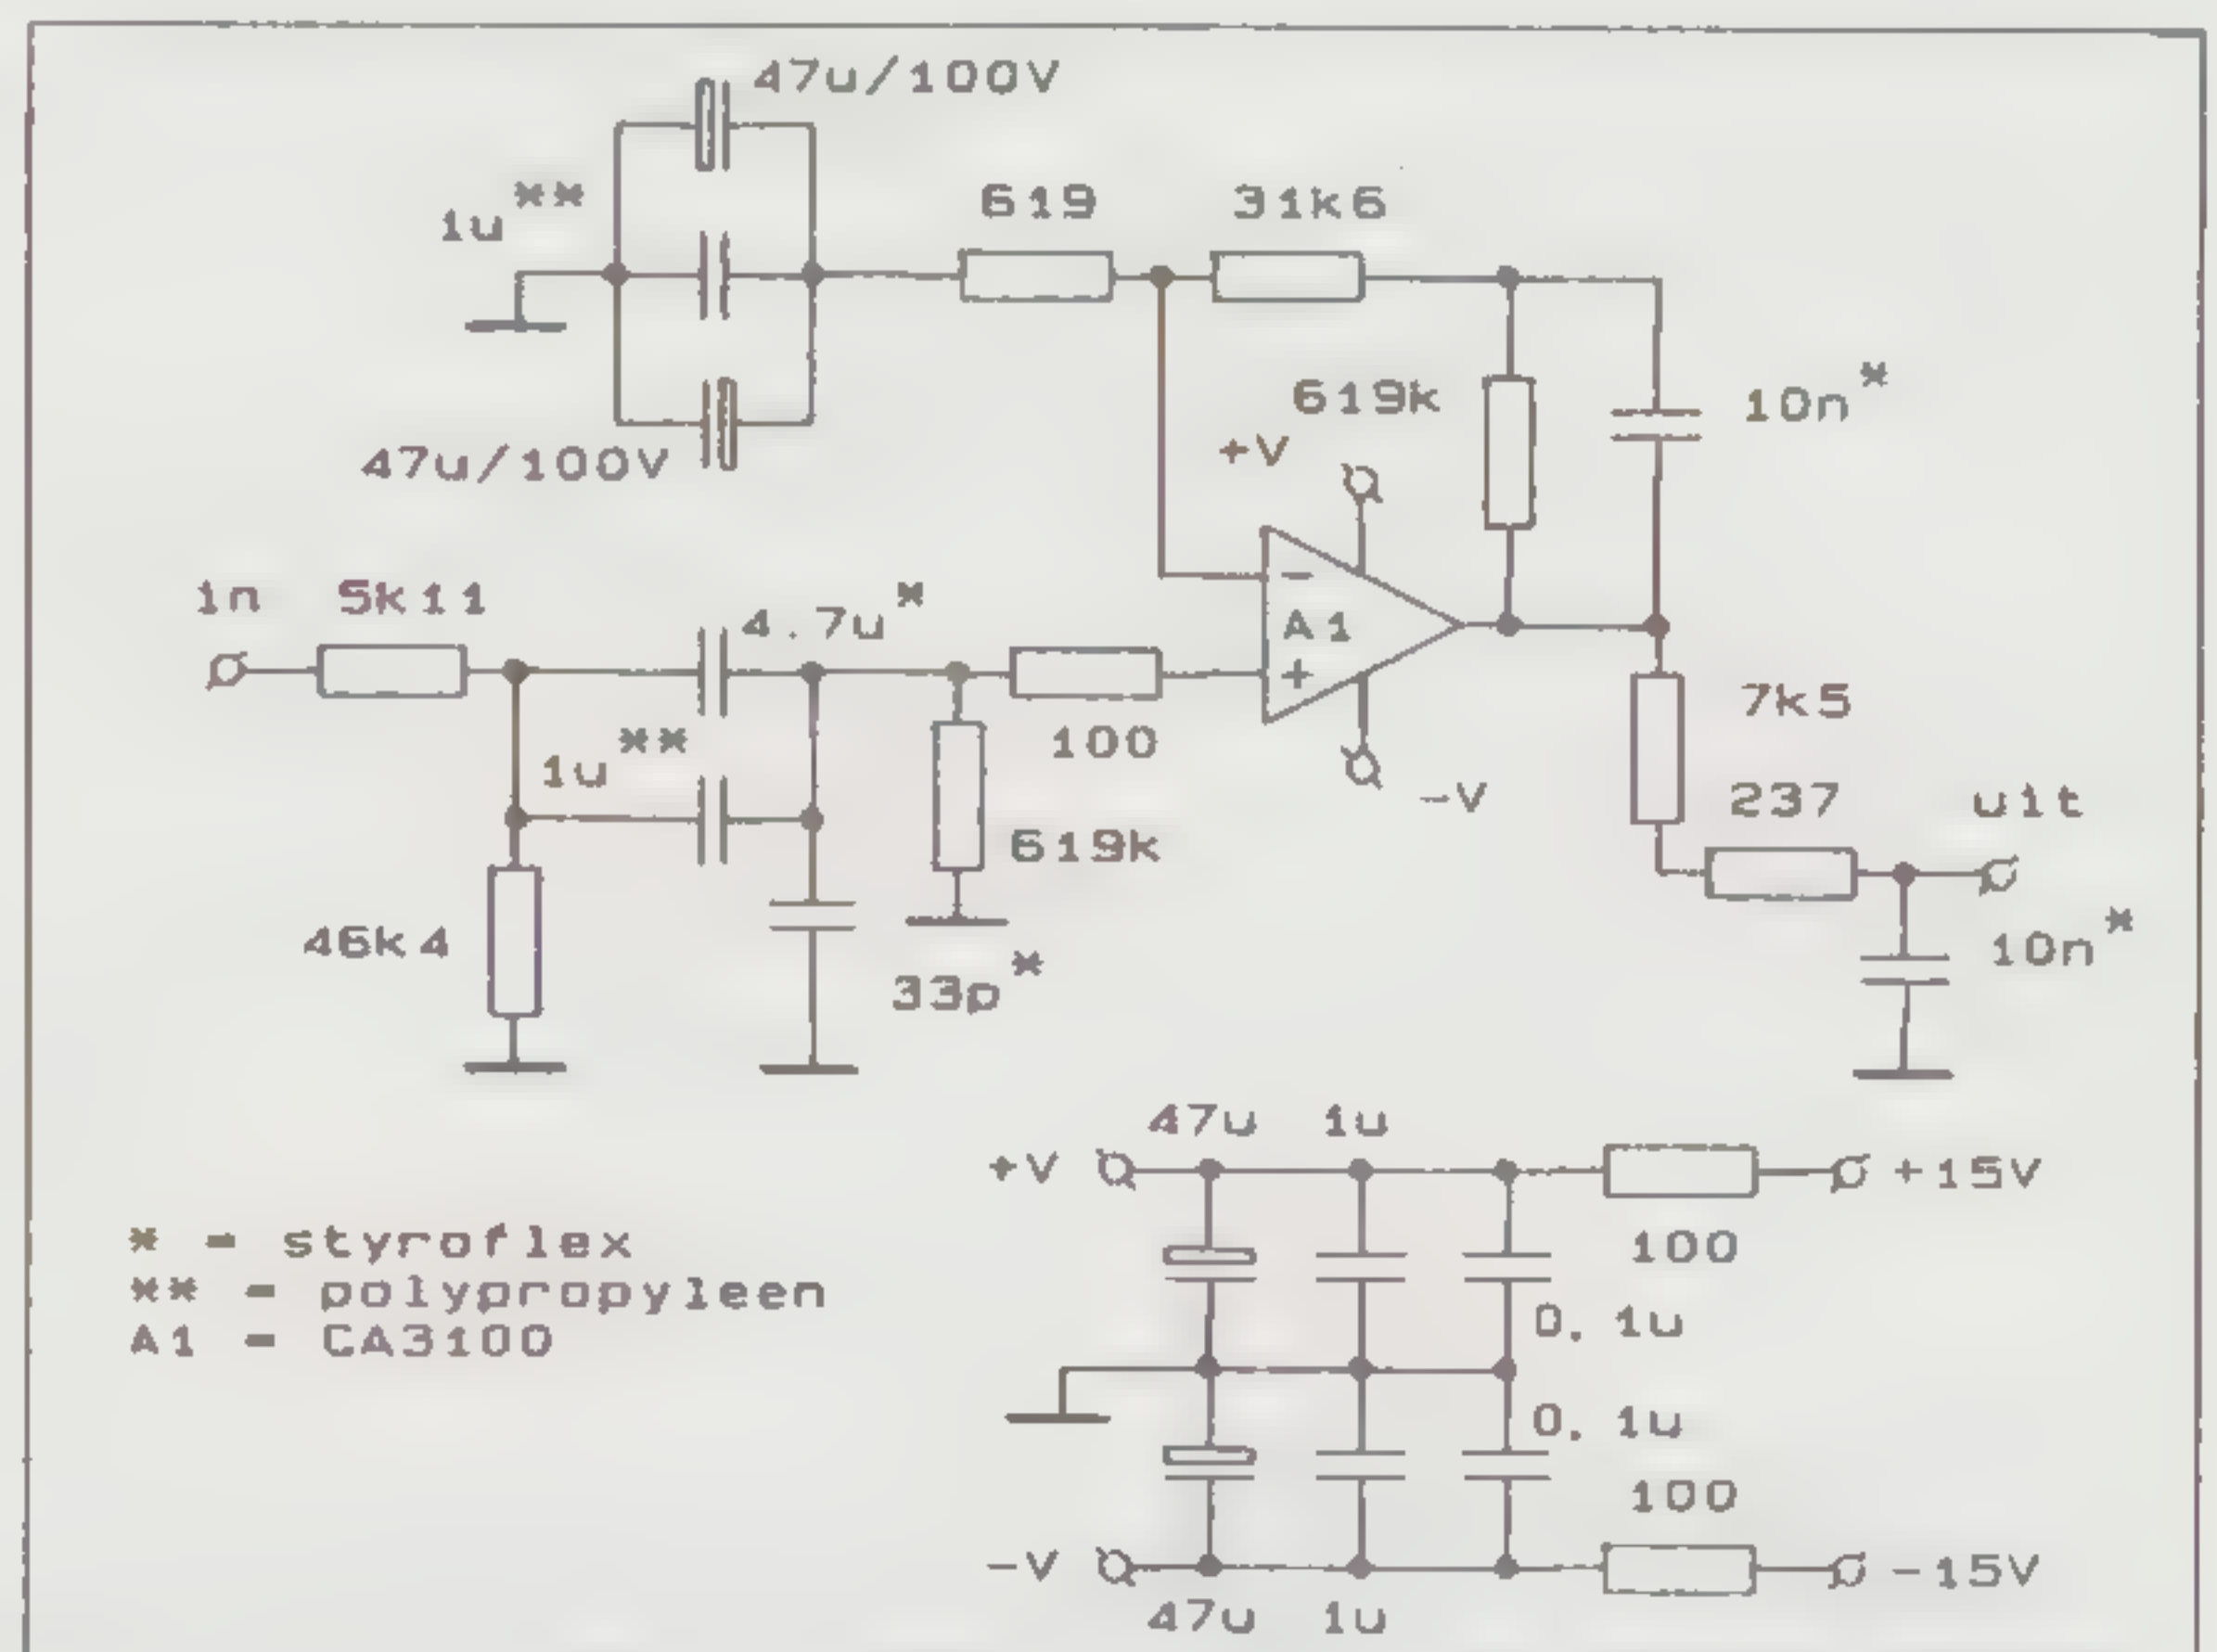 47u/100V
1u**
619
31k6
619k
10n*
+V
47u/100V
in
5k11
4.7u*
A1
-
+
100
1u**
7k5
-V
237
uit
619k
46k4
33p*
10n*
47u
1u
+V
+15V
100
* - styroflex
** - polypropyleen
A1 - CA3100
0.1u
0.1u
100
-V
-15V
47u
1u